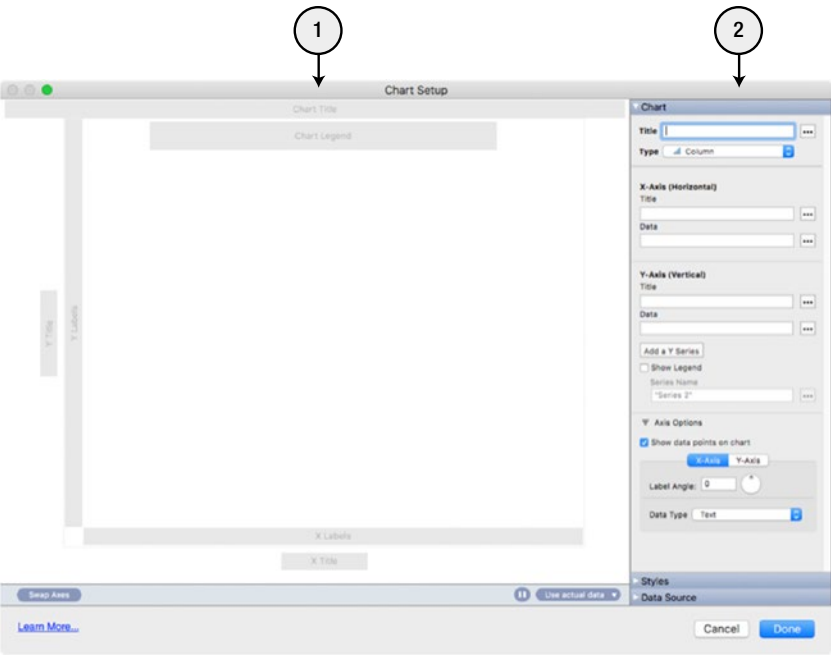 1
2
Chart Setup
Chart Title
Chart Legend
Y Title
Y Labels
X Labels
X Title
Swap Axes
Use actual data
Chart
Title
Type Column
X-Axis (Horizontal)
Title
Data
Y-Axis (Vertical)
Title
Data
Add a Y Series
Show Legend
Series Name
"Series 2"
Axis Options
Show data points on chart
X-Axis Y-Axis
Label Angle: 0
Data Type Text
Styles
Data Source
Learn More...
Cancel Done